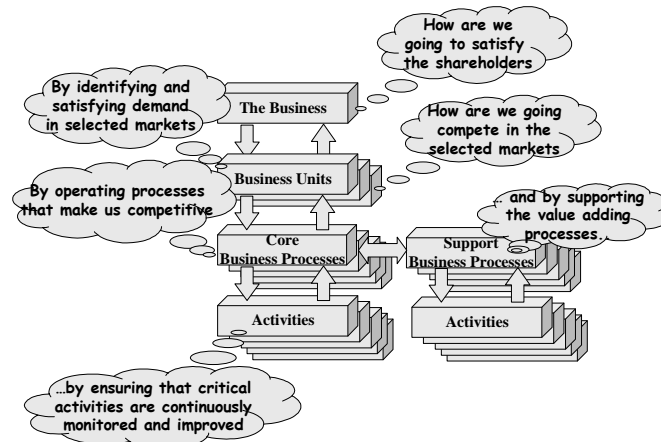 How are we
going to satisfy
the shareholders
By identifying and
satisfying demand
in selected markets
The Business
How are we going
compete in the
selected markets
Business Units
By operating processes
that make us competitive
... and by supporting
the value adding
processes..
Core
Business Processes
Support
Business Processes
Activities
Activities
...by ensuring that critical
activities are continuously
monitored and improved